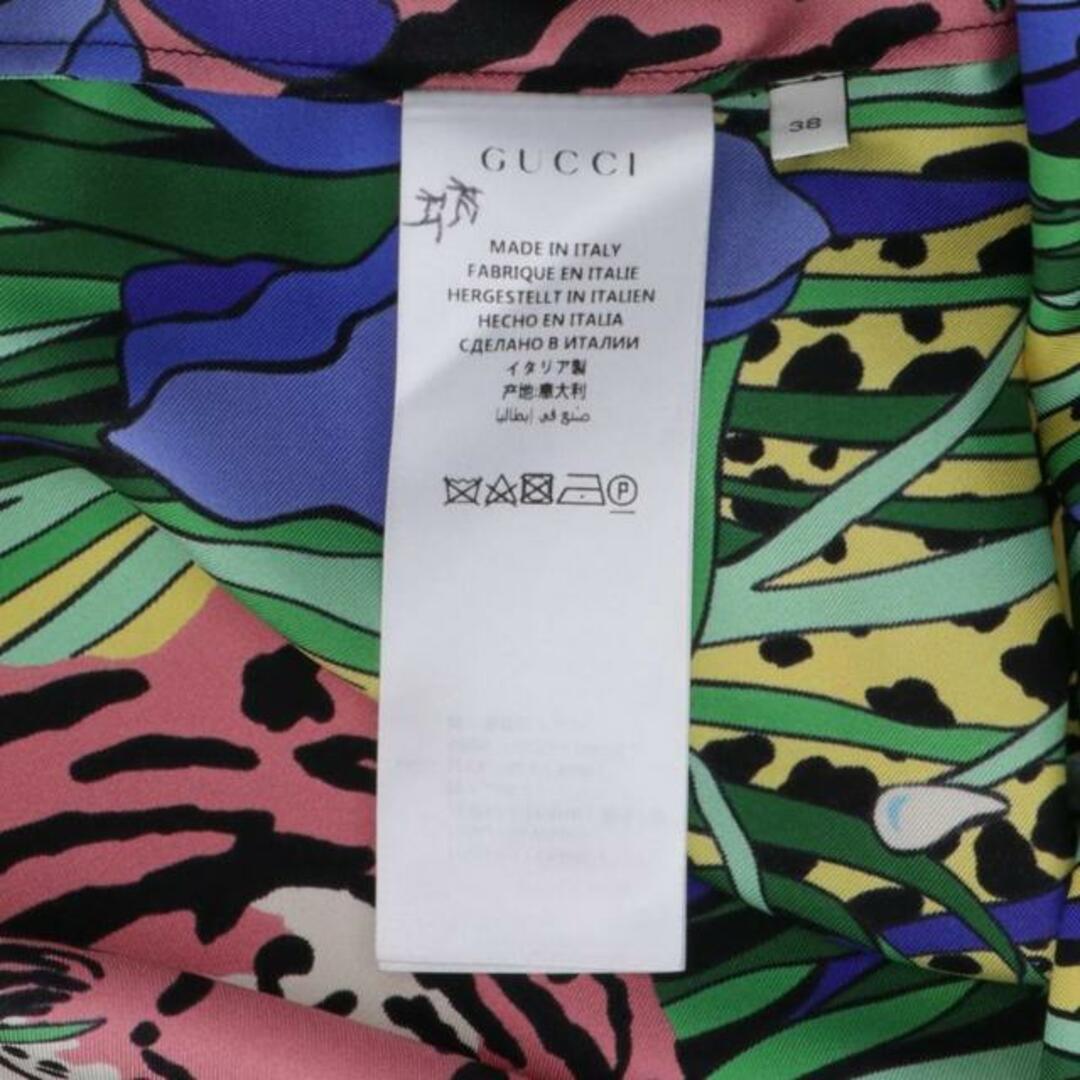 GUCCI
38
MADE IN ITALY
FABRIQUE EN ITALIE
HERGESTELLT IN ITALIEN
HECHO EN ITALIA
СДЕЛАНО В ИТАЛИИ
イタリア製
产地:意大利
صنع في إيطاليا
P